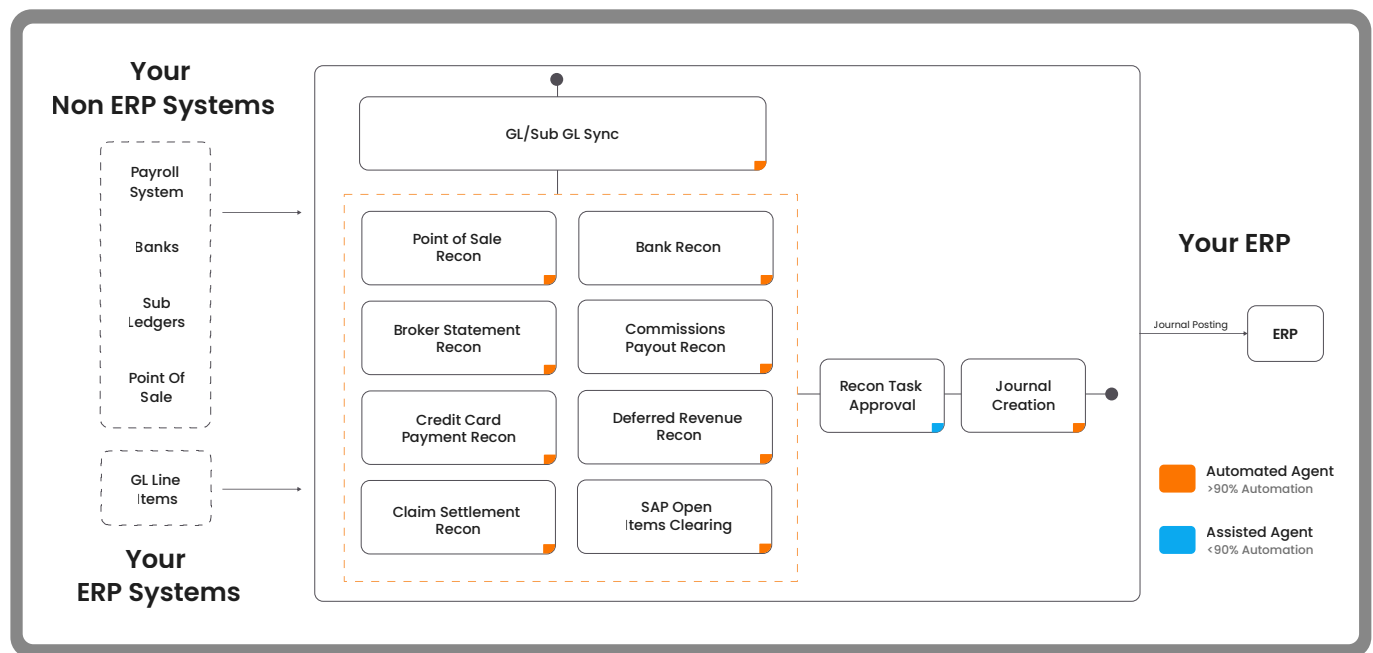 Your
Non ERP Systems
Payroll
System
Banks
Sub
Ledgers
Point Of
Sale
GL Line
Items
Your
ERP Systems
GL/Sub GL Sync
Point of Sale
Recon
Bank Recon
Broker Statement
Recon
Commissions
Payout Recon
Credit Card
Payment Recon
Deferred Revenue
Recon
Claim Settlement
Recon
SAP Open
Items Clearing
Recon Task
Approval
Journal
Creation
Your ERP
Journal Posting
ERP
Automated Agent
>90% Automation
Assisted Agent
<90% Automation